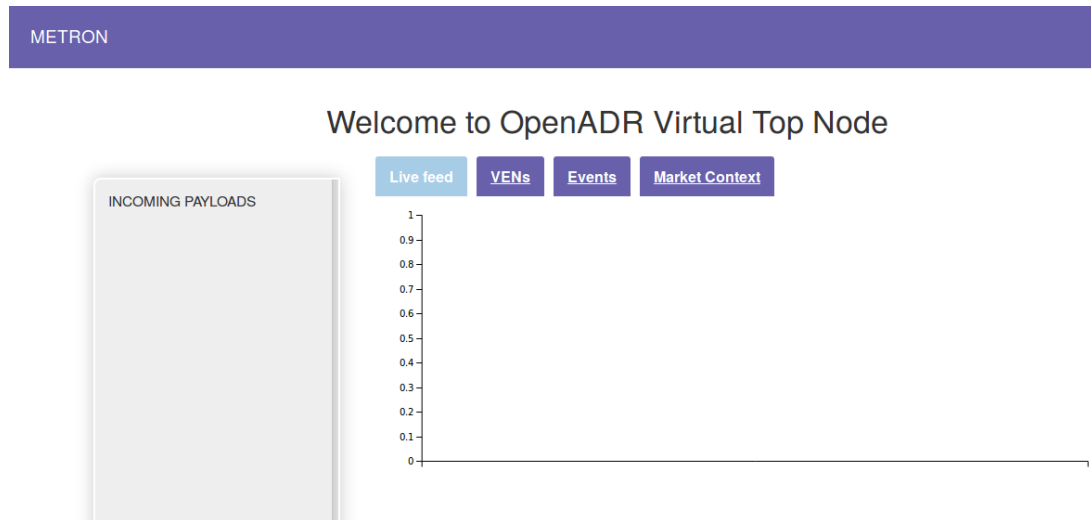 METRON
Welcome to OpenADR Virtual Top Node
Live feed VENs Events Market Context
INCOMING PAYLOADS
1
0.9
0.8
0.7
0.6
0.5
0.4
0.3
0.2
0.1
0